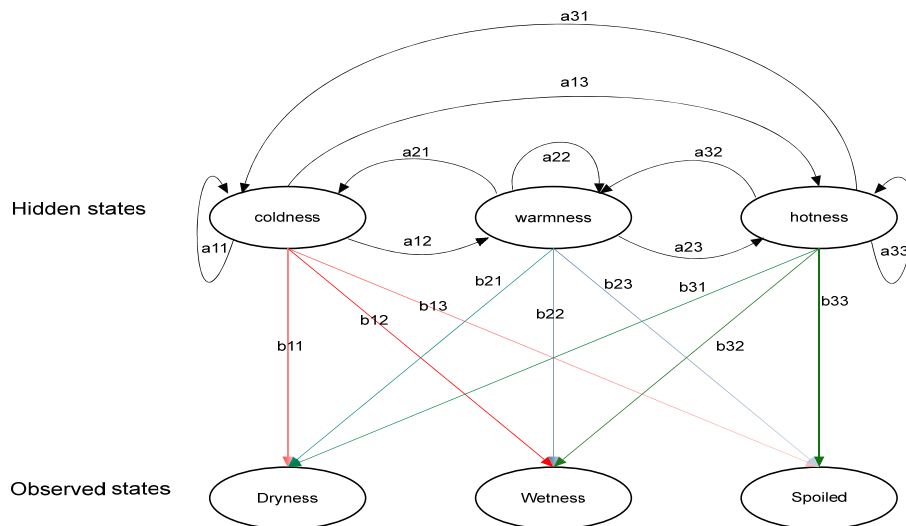 a31
a13
a21
a22
a32
Hidden states
coldness
warmness
hotness
a11
a12
a23
a33
b21
b23
b31
b13
b33
b12
b22
b11
b32
Observed states
Dryness
Wetness
Spoiled